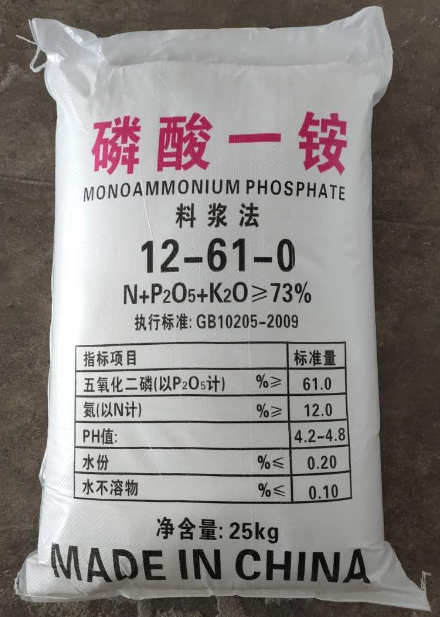 磷酸一铵
MONOAMMONIUM PHOSPHATE
料浆法
12-61-0
N+P2O5+K2O≥73%
执行标准: GB10205-2009
指标项目 标准量
五氧化二磷(以P2O5计) %≥ 61.0
氮(以N计) %≥ 12.0
PH值: 4.2-4.8
水份 %≤ 0.20
水不溶物 %≤ 0.10
净含量: 25kg
MADE IN CHINA